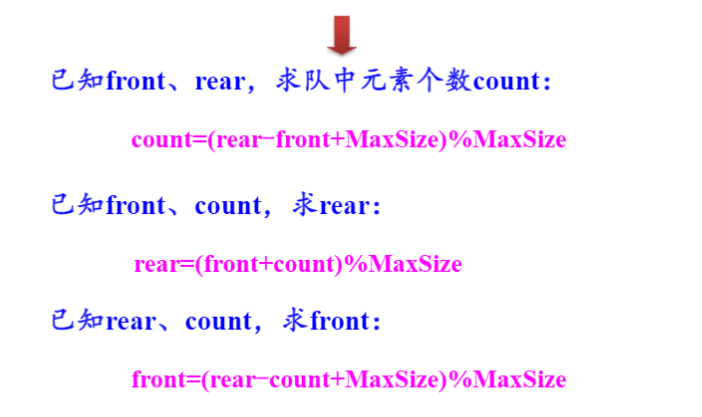 已知front、rear，求队中元素个数count：
count=(rear−front+MaxSize)%MaxSize
已知front、count，求rear：
rear=(front+count)%MaxSize
已知rear、count，求front：
front=(rear−count+MaxSize)%MaxSize